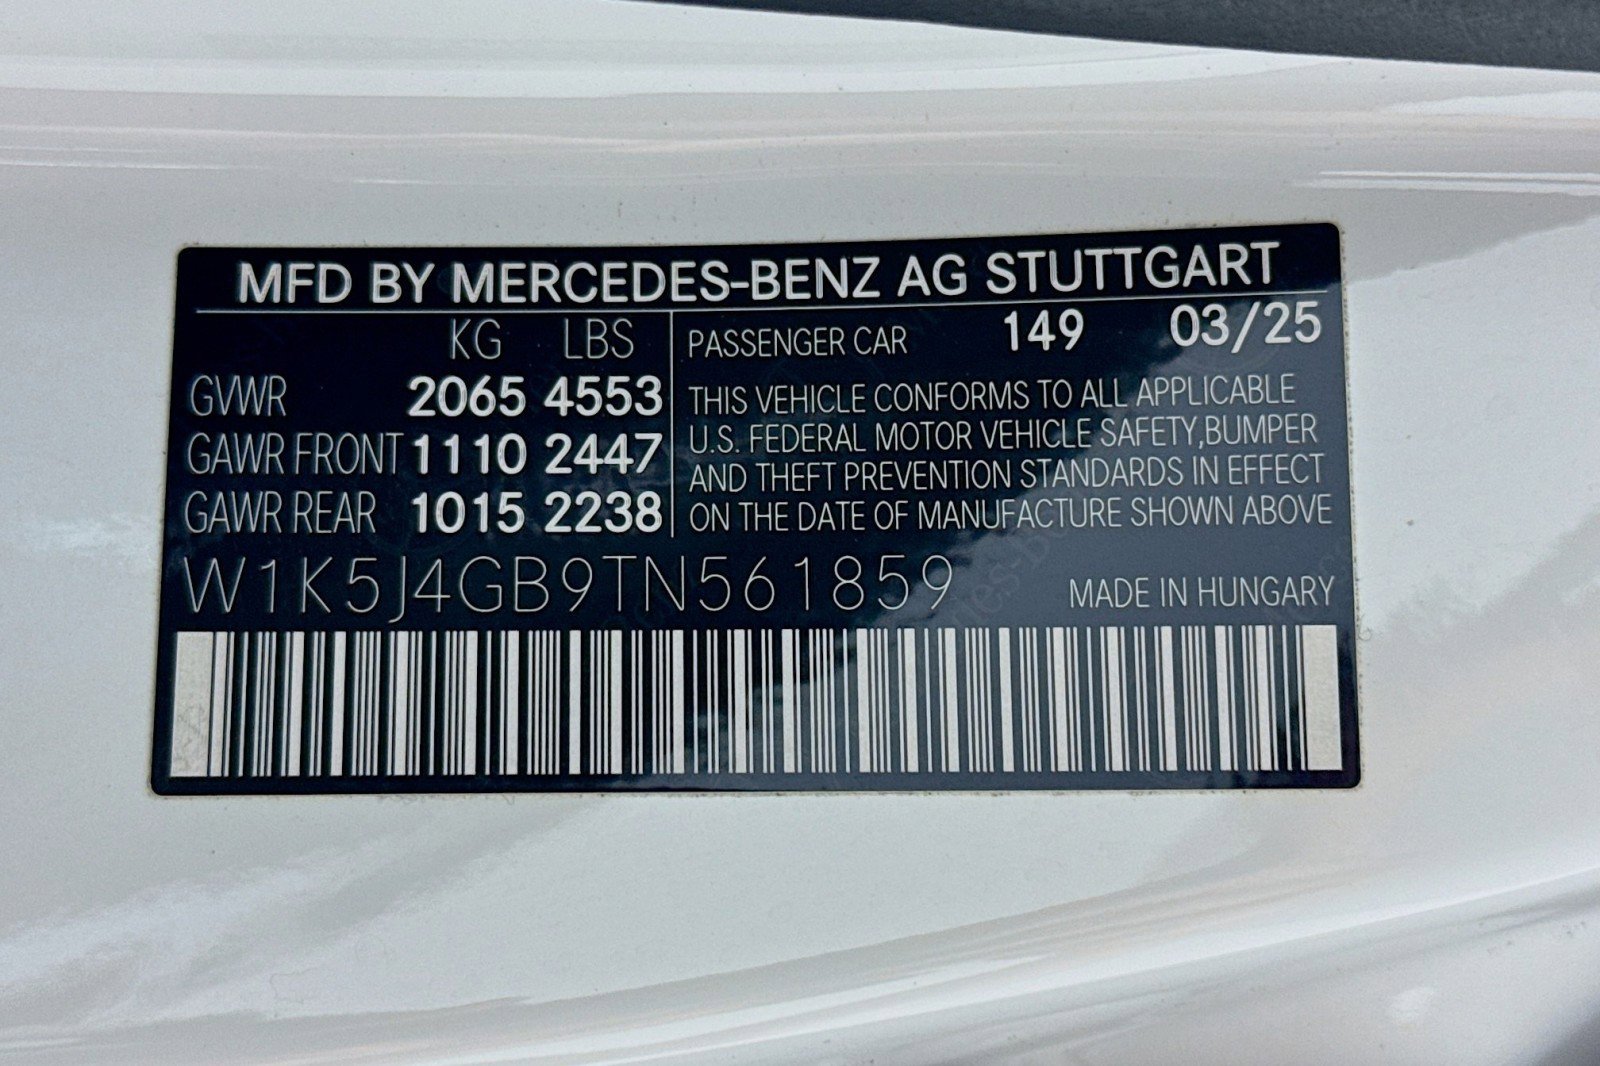 MFD BY MERCEDES-BENZ AG STUTTGART
KG LBS
GVWR 2065 4553
GAWR FRONT 1110 2447
GAWR REAR 1015 2238
PASSENGER CAR 149 03/25
THIS VEHICLE CONFORMS TO ALL APPLICABLE
U.S. FEDERAL MOTOR VEHICLE SAFETY,BUMPER
AND THEFT PREVENTION STANDARDS IN EFFECT
ON THE DATE OF MANUFACTURE SHOWN ABOVE
W1K5J4GB9TN561859
MADE IN HUNGARY